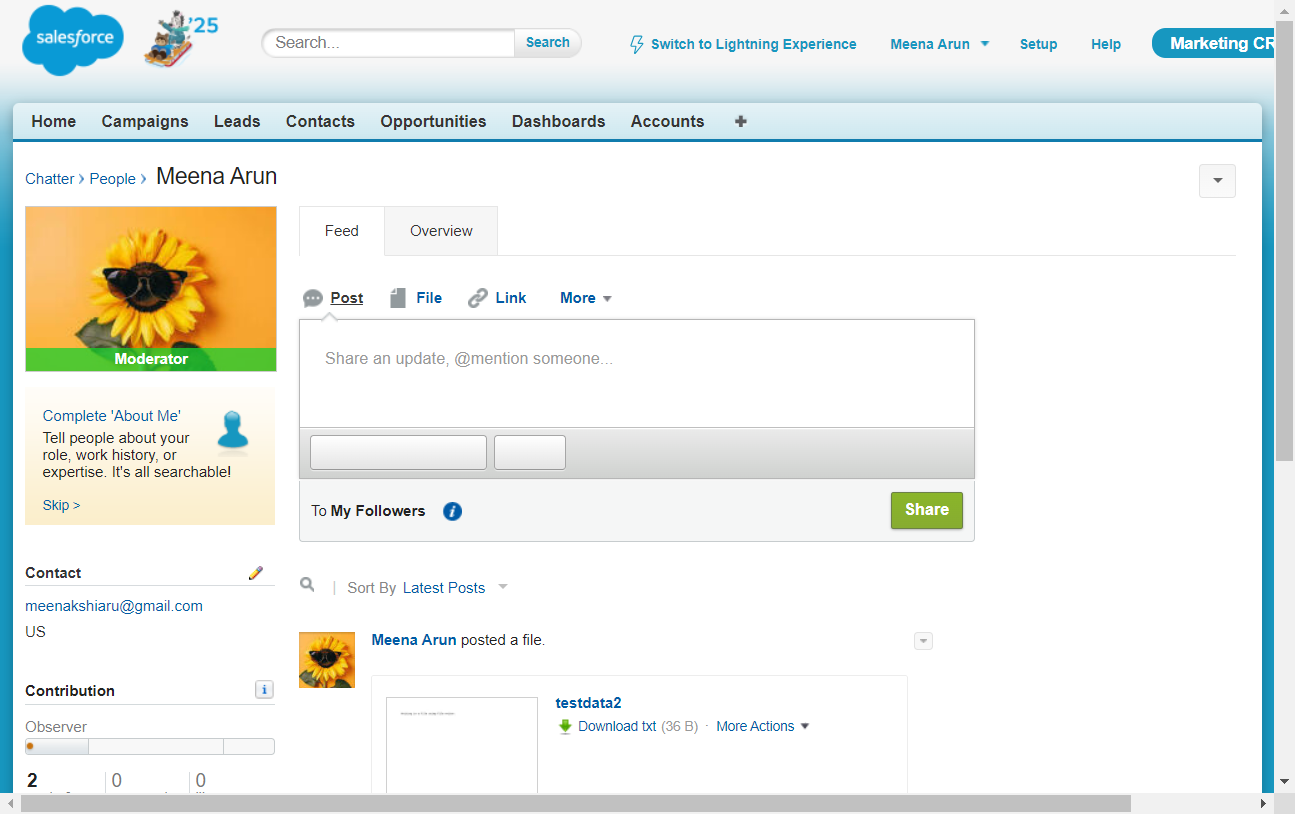 salesforce
'25
Search...
Search
Switch to Lightning Experience
Meena Arun
Setup
Help
Marketing CR
Home
Campaigns
Leads
Contacts
Opportunities
Dashboards
Accounts
Chatter › People › Meena Arun
Feed
Overview
Moderator
Post
File
Link
More
Share an update, @mention someone...
Complete 'About Me'
Tell people about your
role, work history, or
expertise. It's all searchable!
Skip >
To My Followers
Share
Contact
meenakshiaru@gmail.com
US
Sort By Latest Posts
Meena Arun posted a file.
testdata2
Download txt (36 B) · More Actions
Contribution
Observer
2
0
0